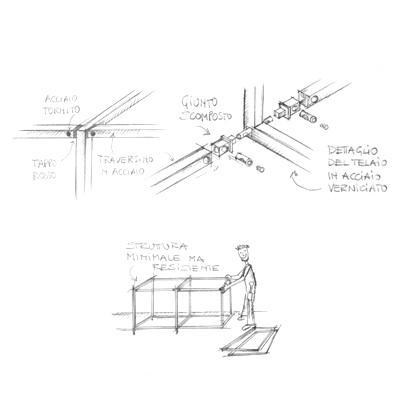 ACCIAIO
TORNITO
TAPPO
ROSSO
TRAVERSINO
IN ACCIAIO
GIUNTO
SCOMPOSTO
DETTAGLIO
DEL TELAIO
IN ACCIAIO
VERNICIATO
STRUTTURA
MINIMALE MA
RESISTENTE